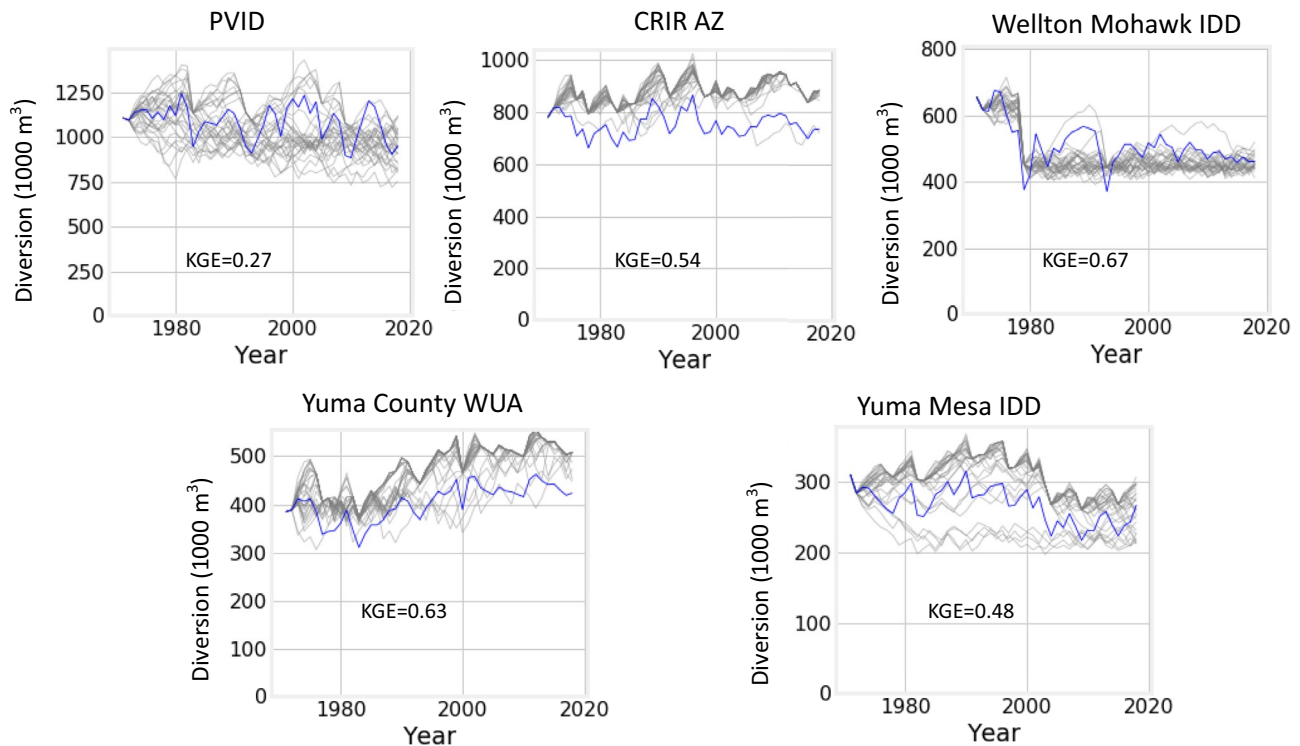 PVID
Diversion (1000 m³)
1250
1000
750
500
250
0
KGE=0.27
1980
2000
2020
Year
CRIR AZ
Diversion (1000 m³)
1000
800
600
400
200
0
KGE=0.54
1980
2000
2020
Year
Wellton Mohawk IDD
Diversion (1000 m³)
800
600
400
200
0
KGE=0.67
1980
2000
2020
Year
Yuma County WUA
Diversion (1000 m³)
500
400
300
200
100
0
KGE=0.63
1980
2000
2020
Year
Yuma Mesa IDD
Diversion (1000 m³)
300
200
100
0
KGE=0.48
1980
2000
2020
Year